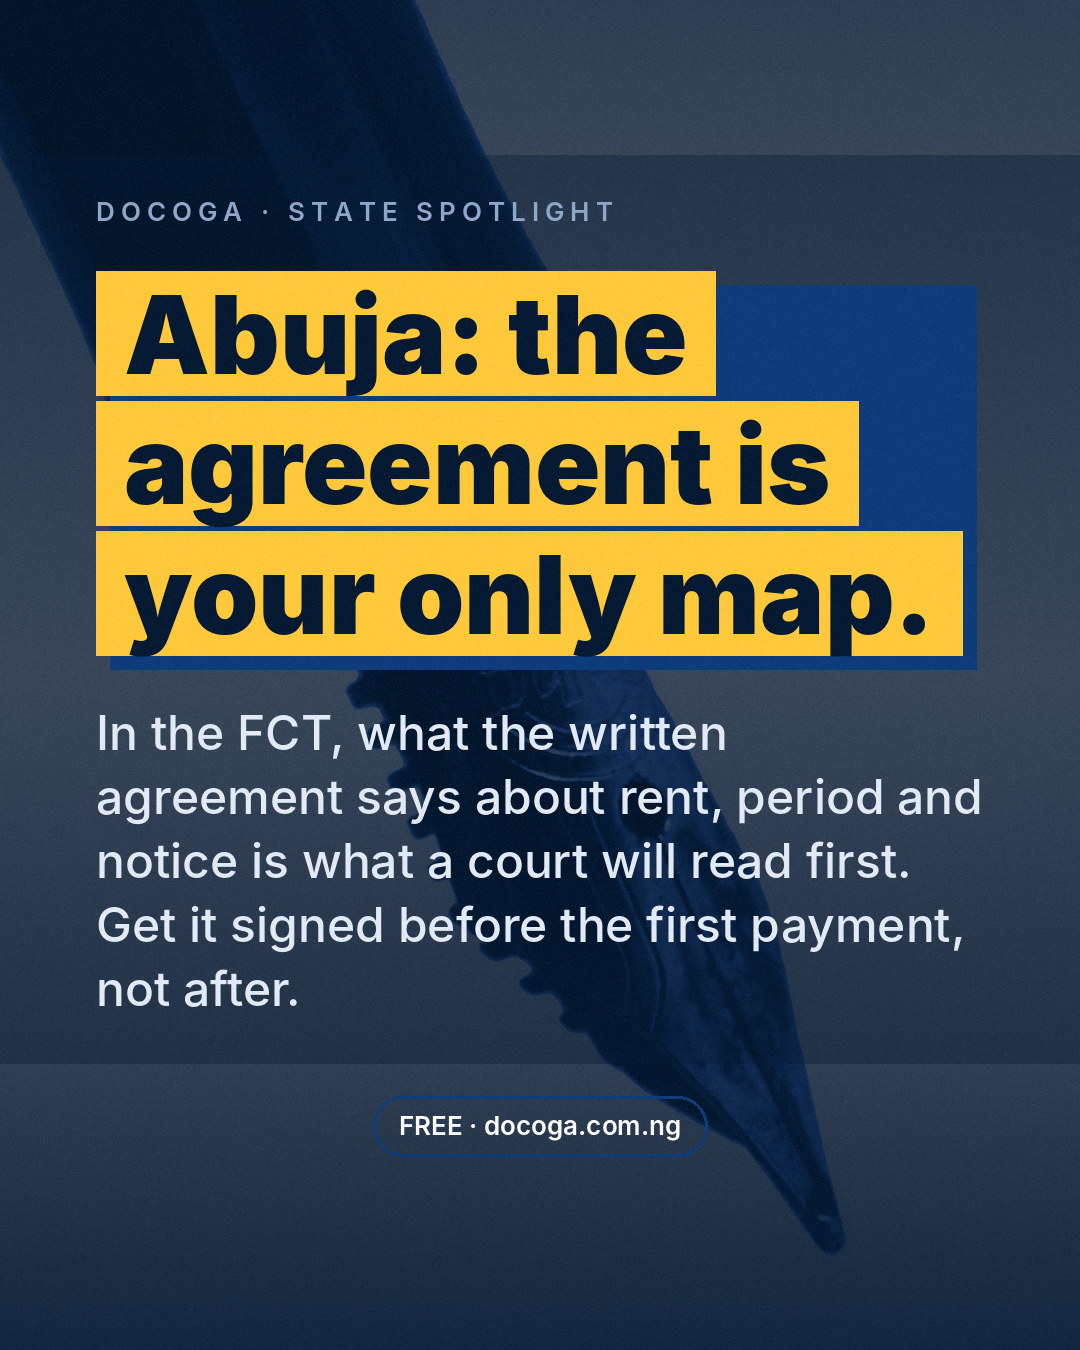 DOCOGA · STATE SPOTLIGHT
Abuja: the
agreement is
your only map.
In the FCT, what the written
agreement says about rent, period and
notice is what a court will read first.
Get it signed before the first payment,
not after.
FREE · docoga.com.ng